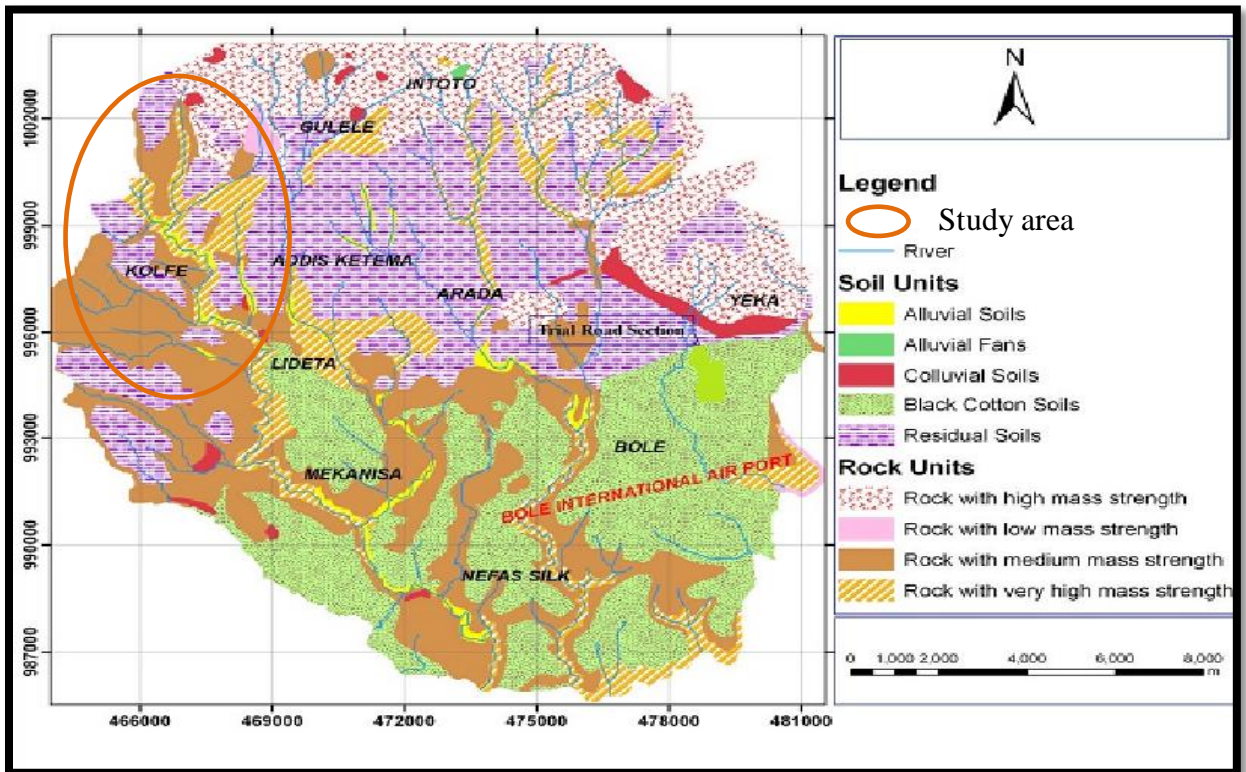 INTOTO
GULELE
KOLFE
ADDIS KETEMA
ARADA
YEKA
Trial Road Section
LIDETA
BOLE
MEKANISA
BOLE INTERNATIONAL AIR PORT
NEFAS SILK
1002000
999000
996000
993000
990000
987000
466000 469000 472000 475000 478000 481000
N
Legend
Study area
River
Soil Units
Alluvial Soils
Alluvial Fans
Colluvial Soils
Black Cotton Soils
Residual Soils
Rock Units
Rock with high mass strength
Rock with low mass strength
Rock with medium mass strength
Rock with very high mass strength
0 1,000 2,000 4,000 6,000 8,000
m